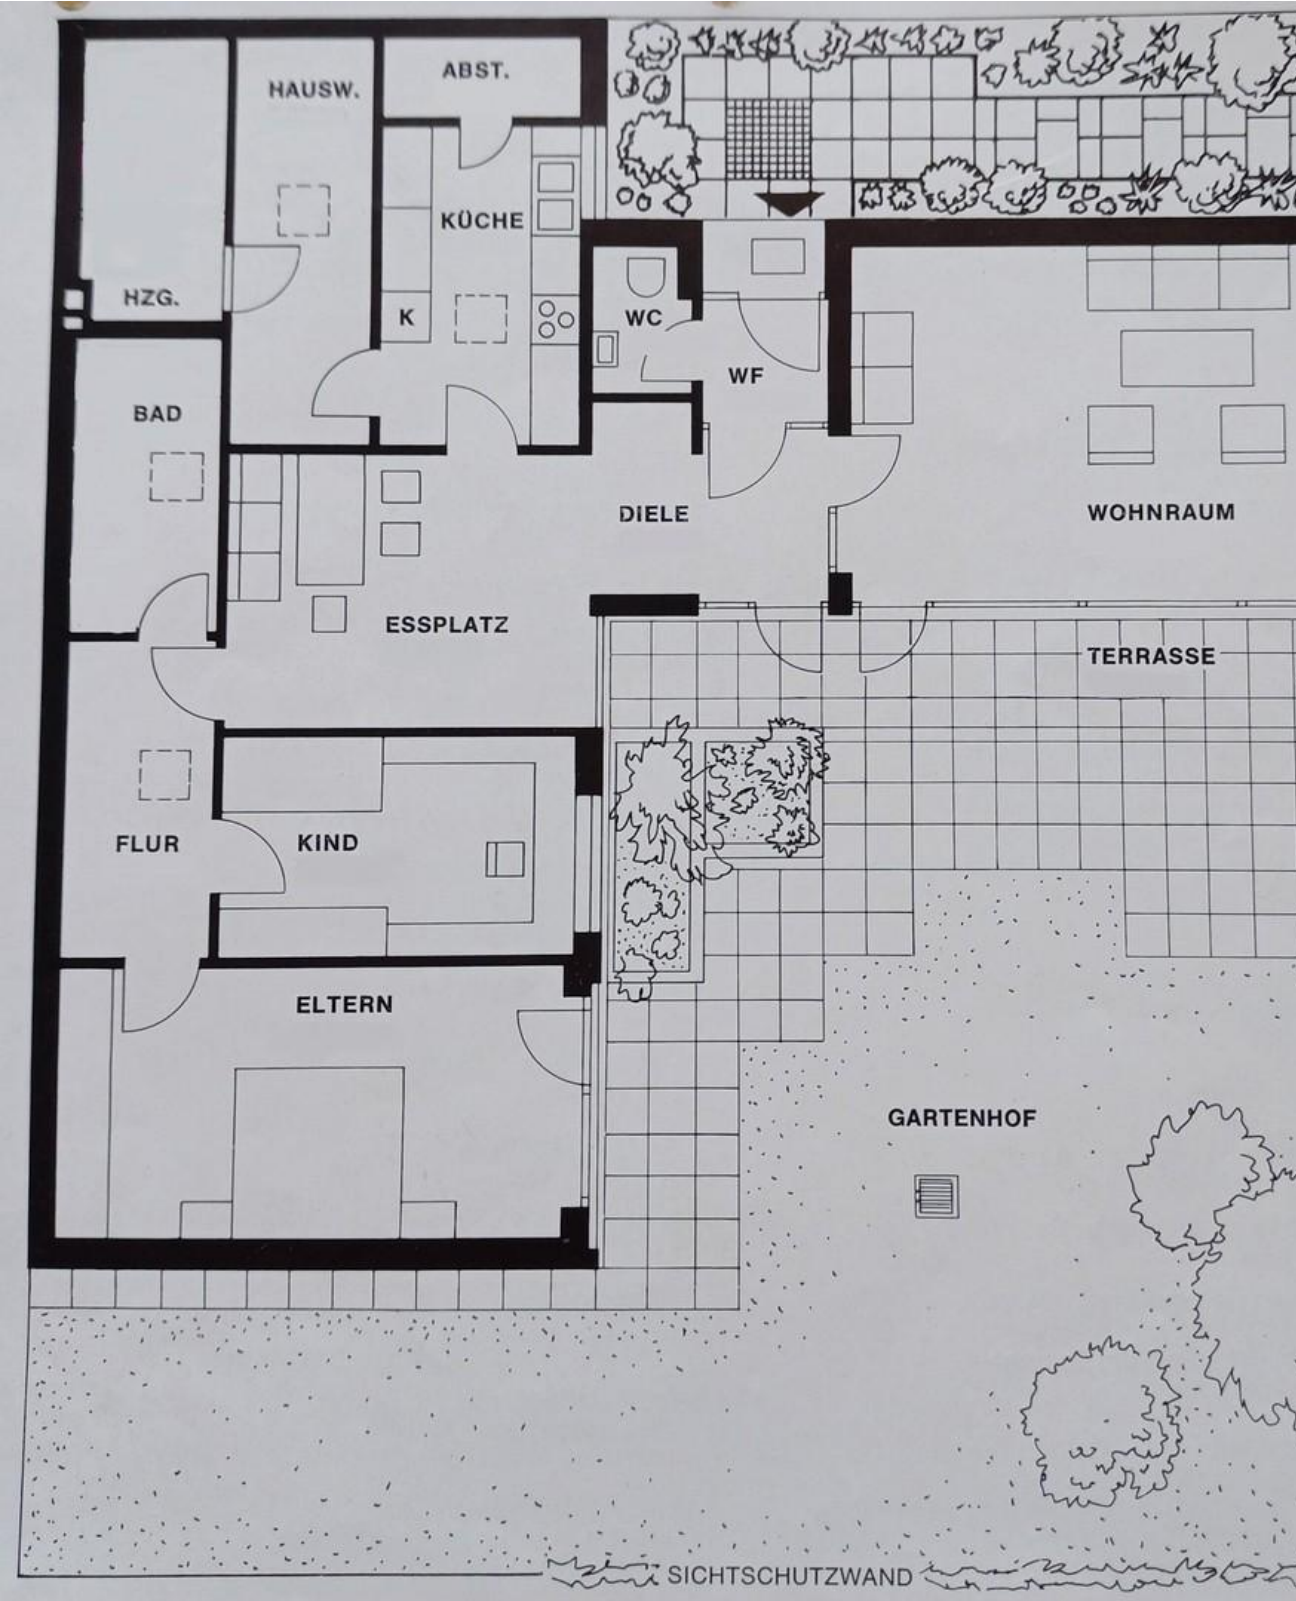 ABST.
HAUSW.
KÜCHE
HZG.
K
WC
WF
BAD
DIELE
WOHNRAUM
ESSPLATZ
TERRASSE
FLUR
KIND
ELTERN
GARTENHOF
SICHTSCHUTZWAND